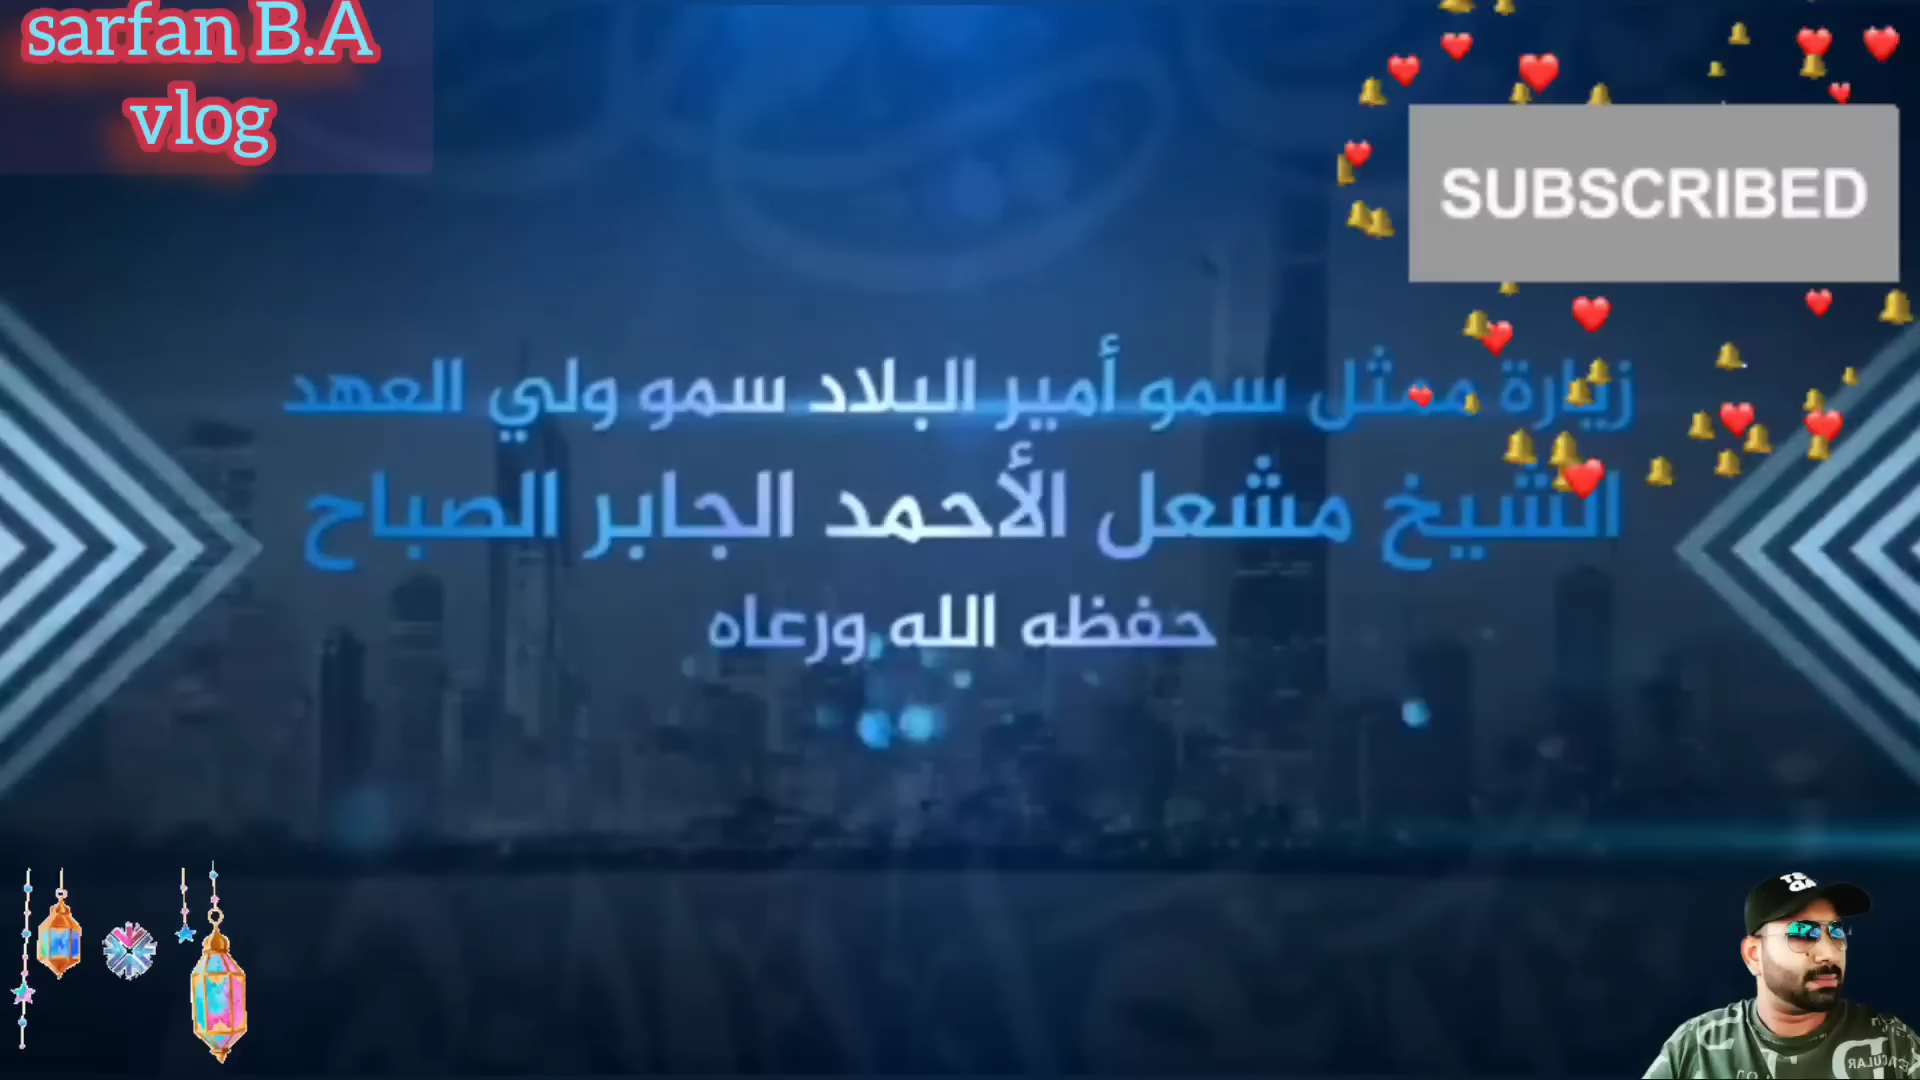 sarfan B.A
vlog
SUBSCRIBED
زيارة ممثل سمو أمير البلاد سمو ولي العهد
الشيخ مشعل الأحمد الجابر الصباح
حفظه الله ورعاه